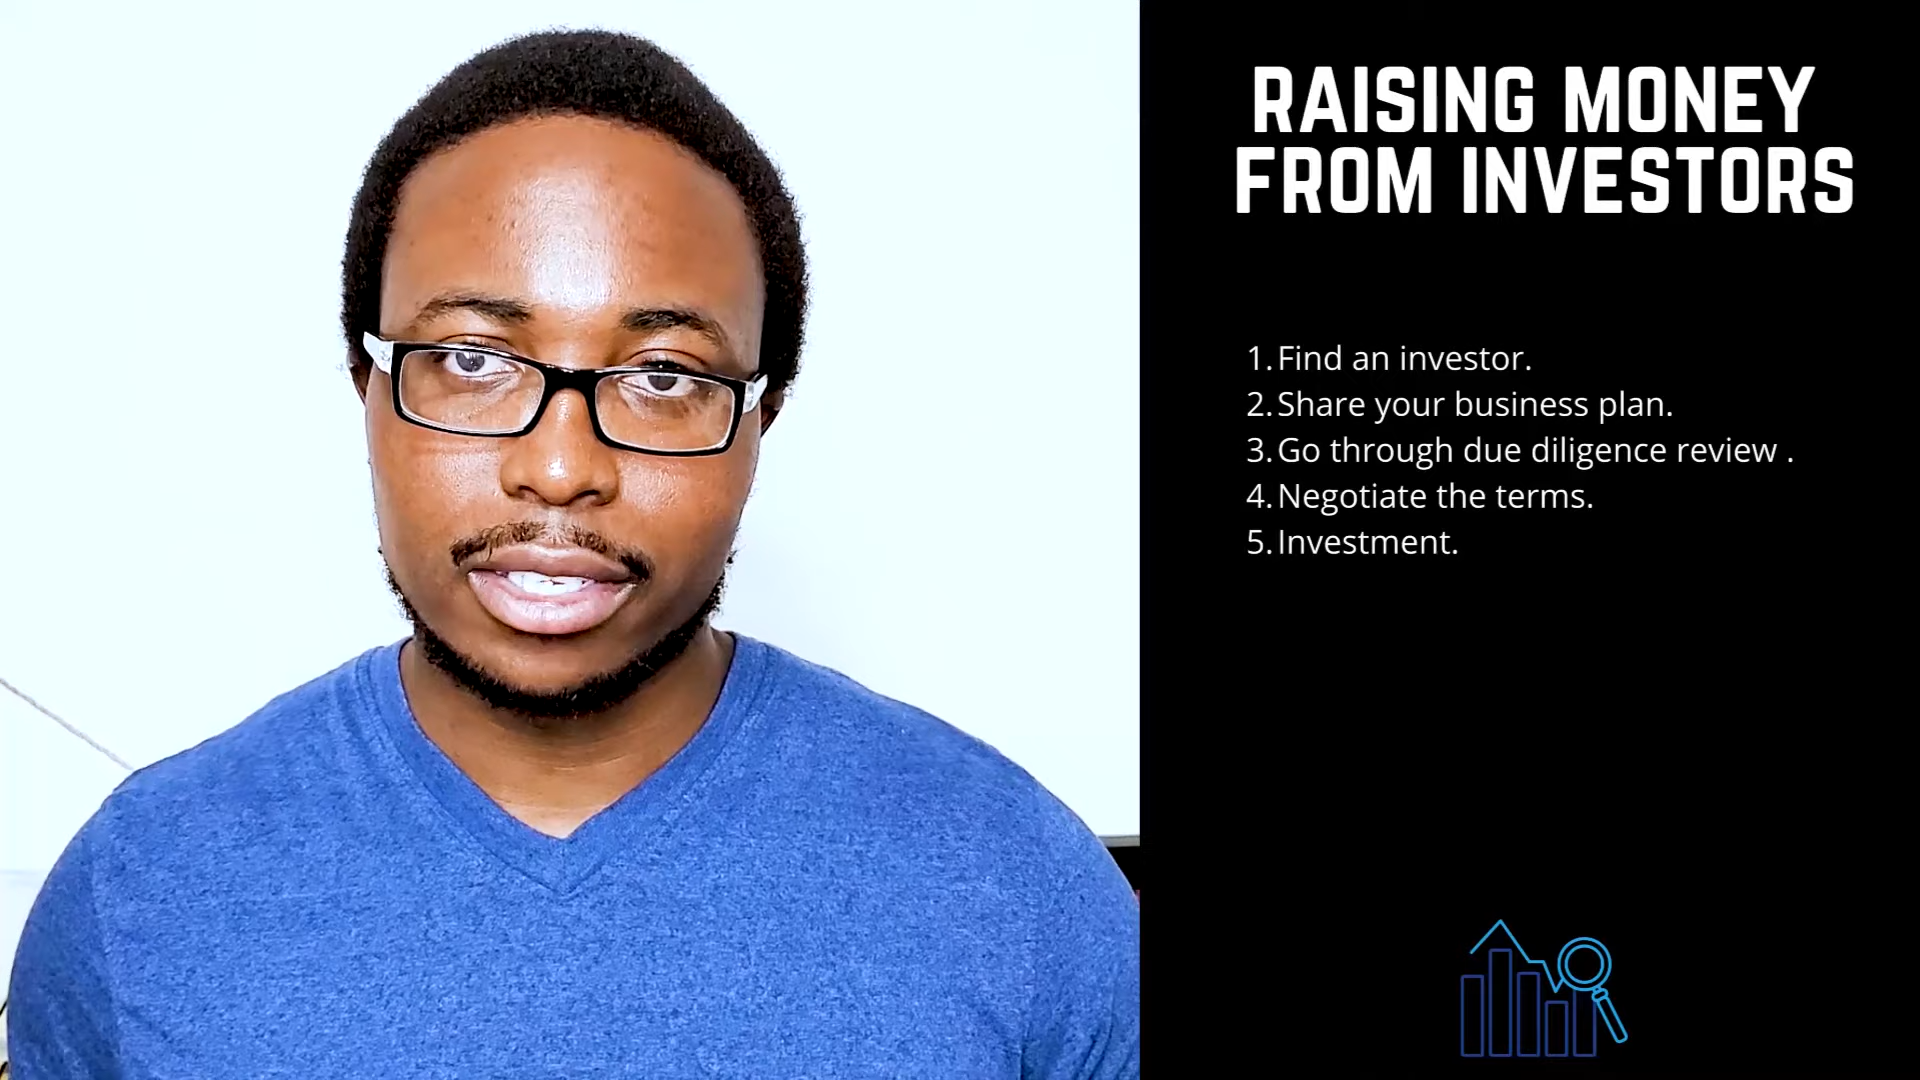 RAISING MONEY
FROM INVESTORS
1. Find an investor.
2. Share your business plan.
3. Go through due diligence review .
4. Negotiate the terms.
5. Investment.